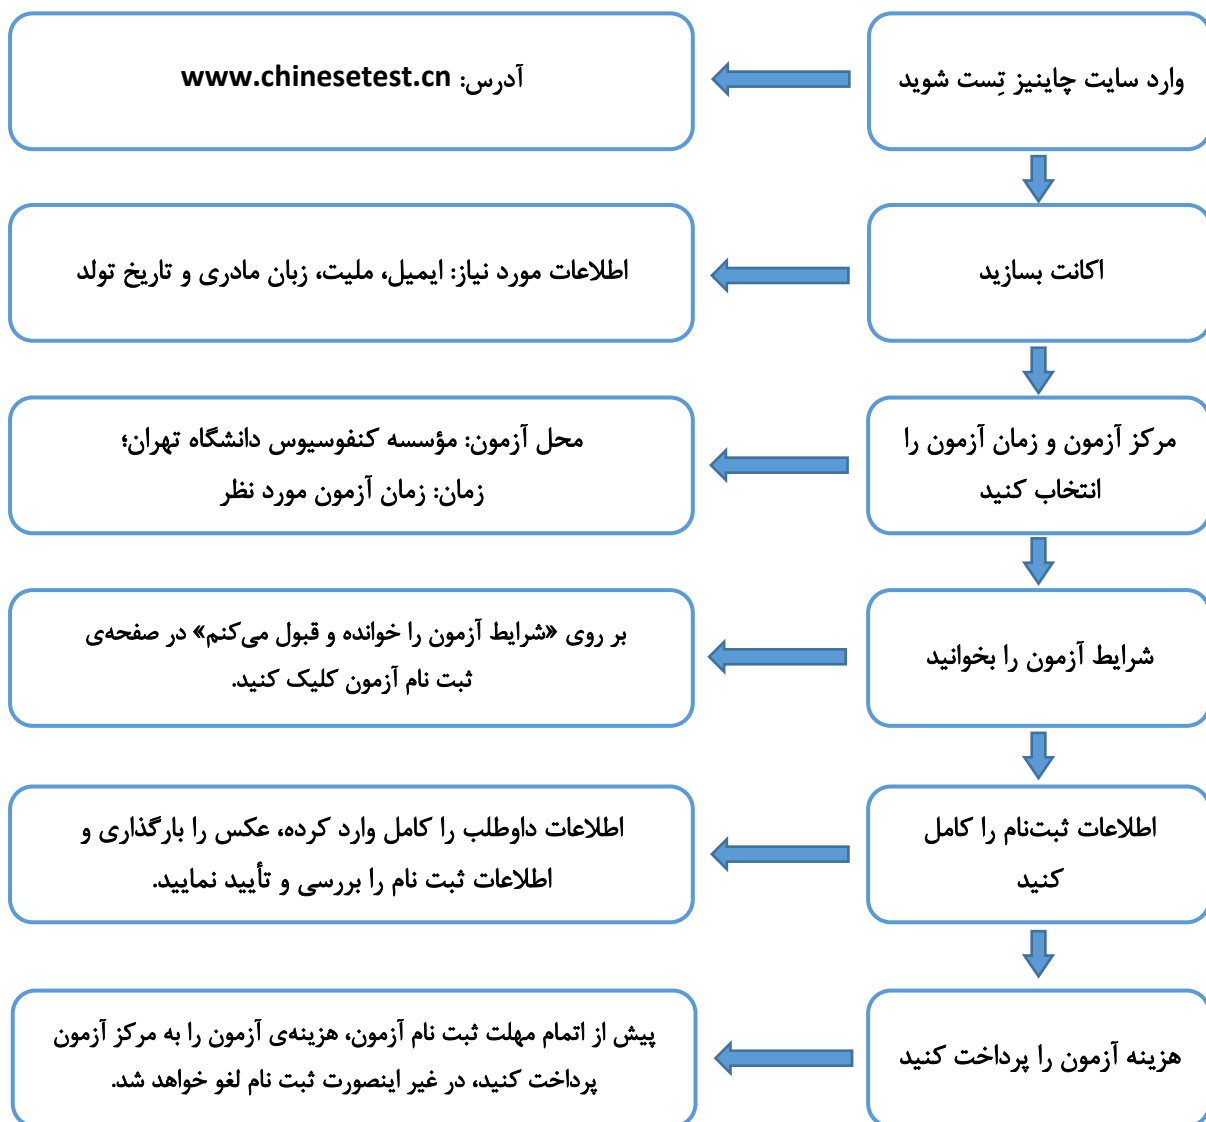 وارد سایت چاینیز تِست شوید
آدرس: www.chinesetest.cn
اکانت بسازید
اطلاعات مورد نیاز: ایمیل، ملیت، زبان مادری و تاریخ تولد
مرکز آزمون و زمان آزمون را
انتخاب کنید
محل آزمون: مؤسسه کنفوسیوس دانشگاه تهران؛
زمان: زمان آزمون مورد نظر
شرایط آزمون را بخوانید
بر روی «شرایط آزمون را خوانده و قبول می‌کنم» در صفحه‌ی
ثبت نام آزمون کلیک کنید.
اطلاعات ثبت‌نام را کامل
کنید
اطلاعات داوطلب را کامل وارد کرده، عکس را بارگذاری و
اطلاعات ثبت نام را بررسی و تأیید نمایید.
هزینه آزمون را پرداخت کنید
پیش از اتمام مهلت ثبت نام آزمون، هزینه‌ی آزمون را به مرکز آزمون
پرداخت کنید، در غیر اینصورت ثبت نام لغو خواهد شد.